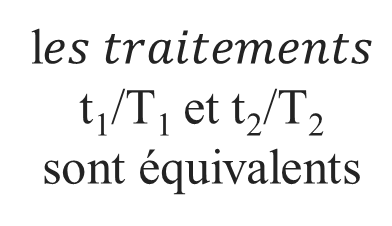 les traitements
t₁/T₁ et t₂/T₂
sont équivalents